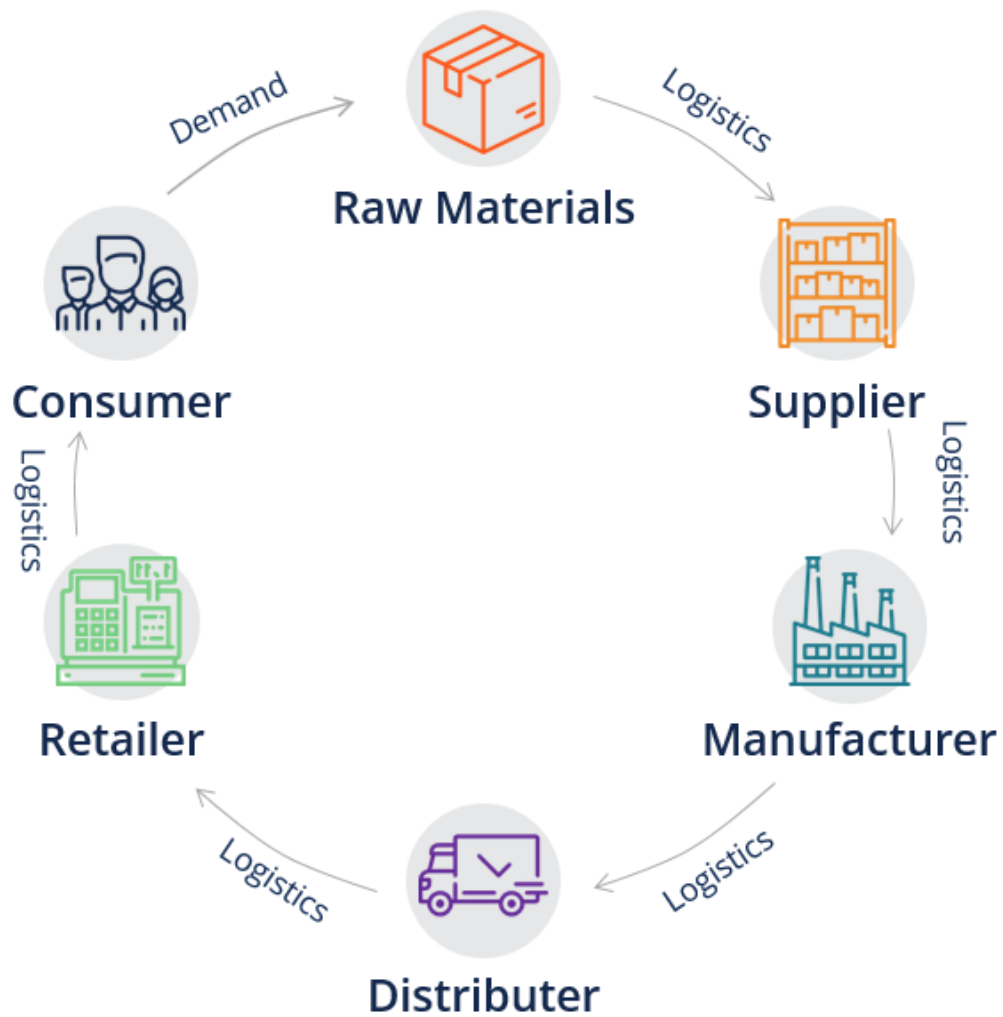 Demand
Logistics
Raw Materials
Consumer
Supplier
Logistics
Logistics
Retailer
Manufacturer
Logistics
Logistics
Distributer